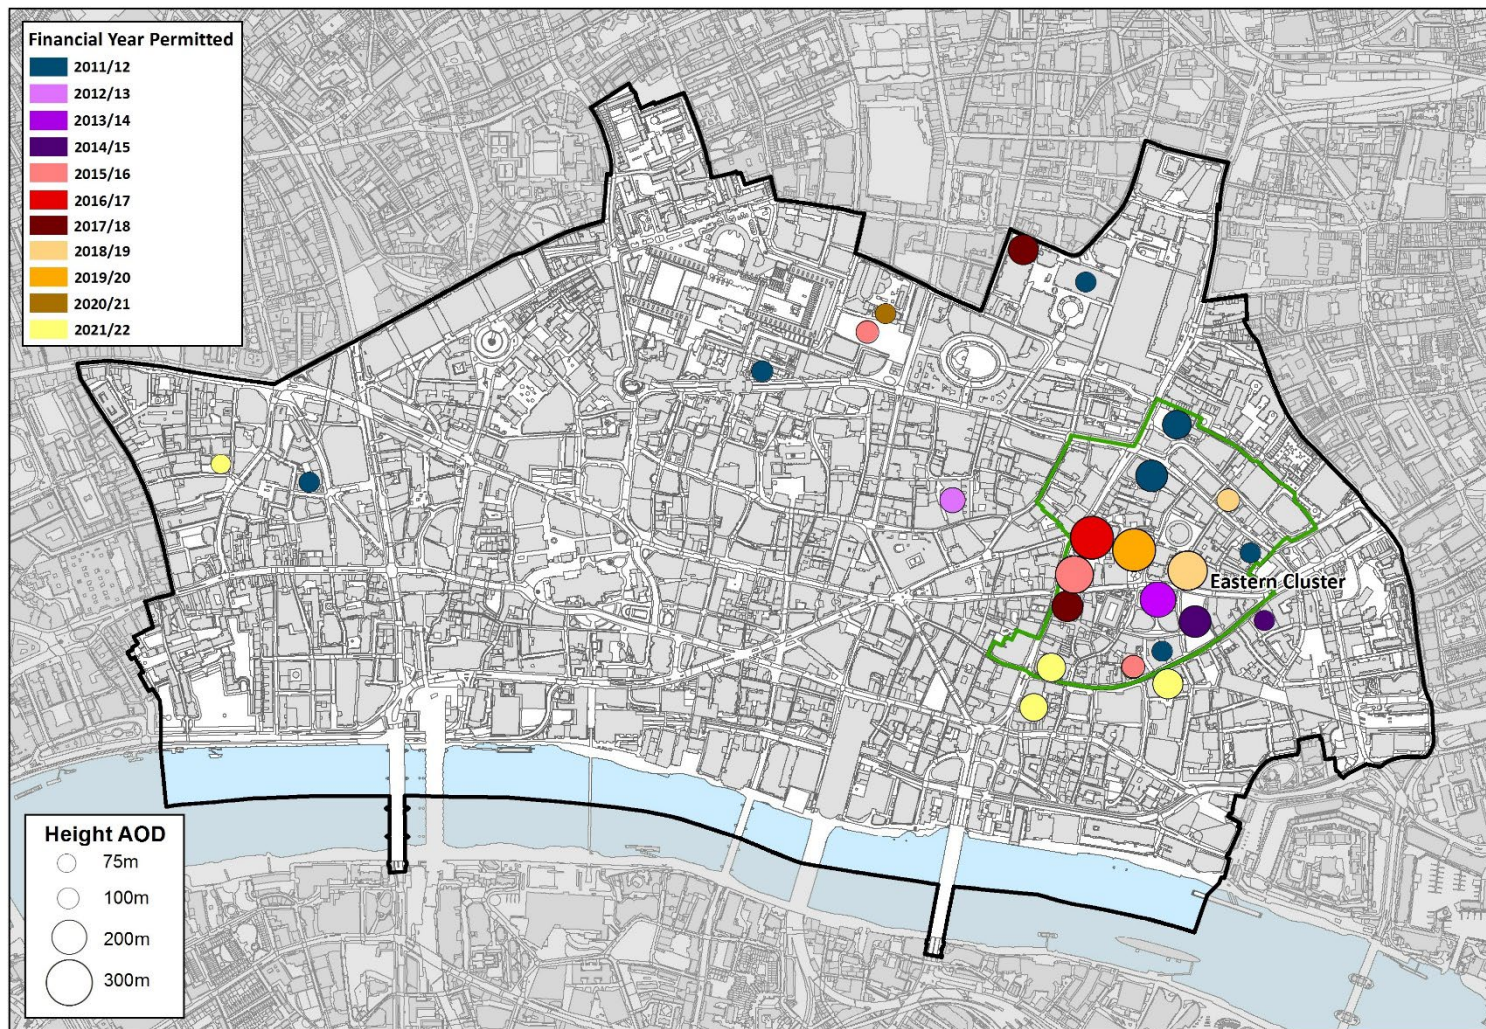 Financial Year Permitted
2011/12
2012/13
2013/14
2014/15
2015/16
2016/17
2017/18
2018/19
2019/20
2020/21
2021/22
Eastern Cluster
Height AOD
75m
100m
200m
300m